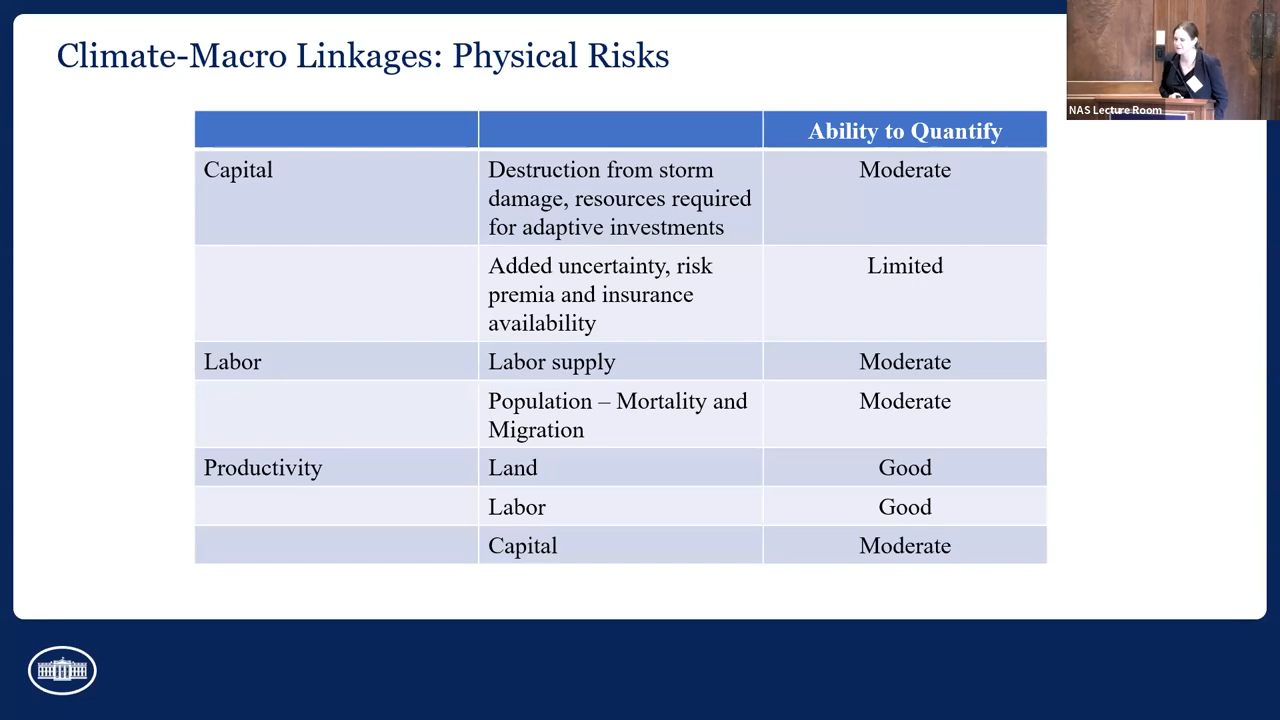 Climate-Macro Linkages: Physical Risks
NAS Lecture Room
Ability to Quantify
Capital
Destruction from storm
damage, resources required
for adaptive investments
Moderate
Added uncertainty, risk
premia and insurance
availability
Limited
Labor
Labor supply
Moderate
Population – Mortality and
Migration
Moderate
Productivity
Land
Good
Labor
Good
Capital
Moderate